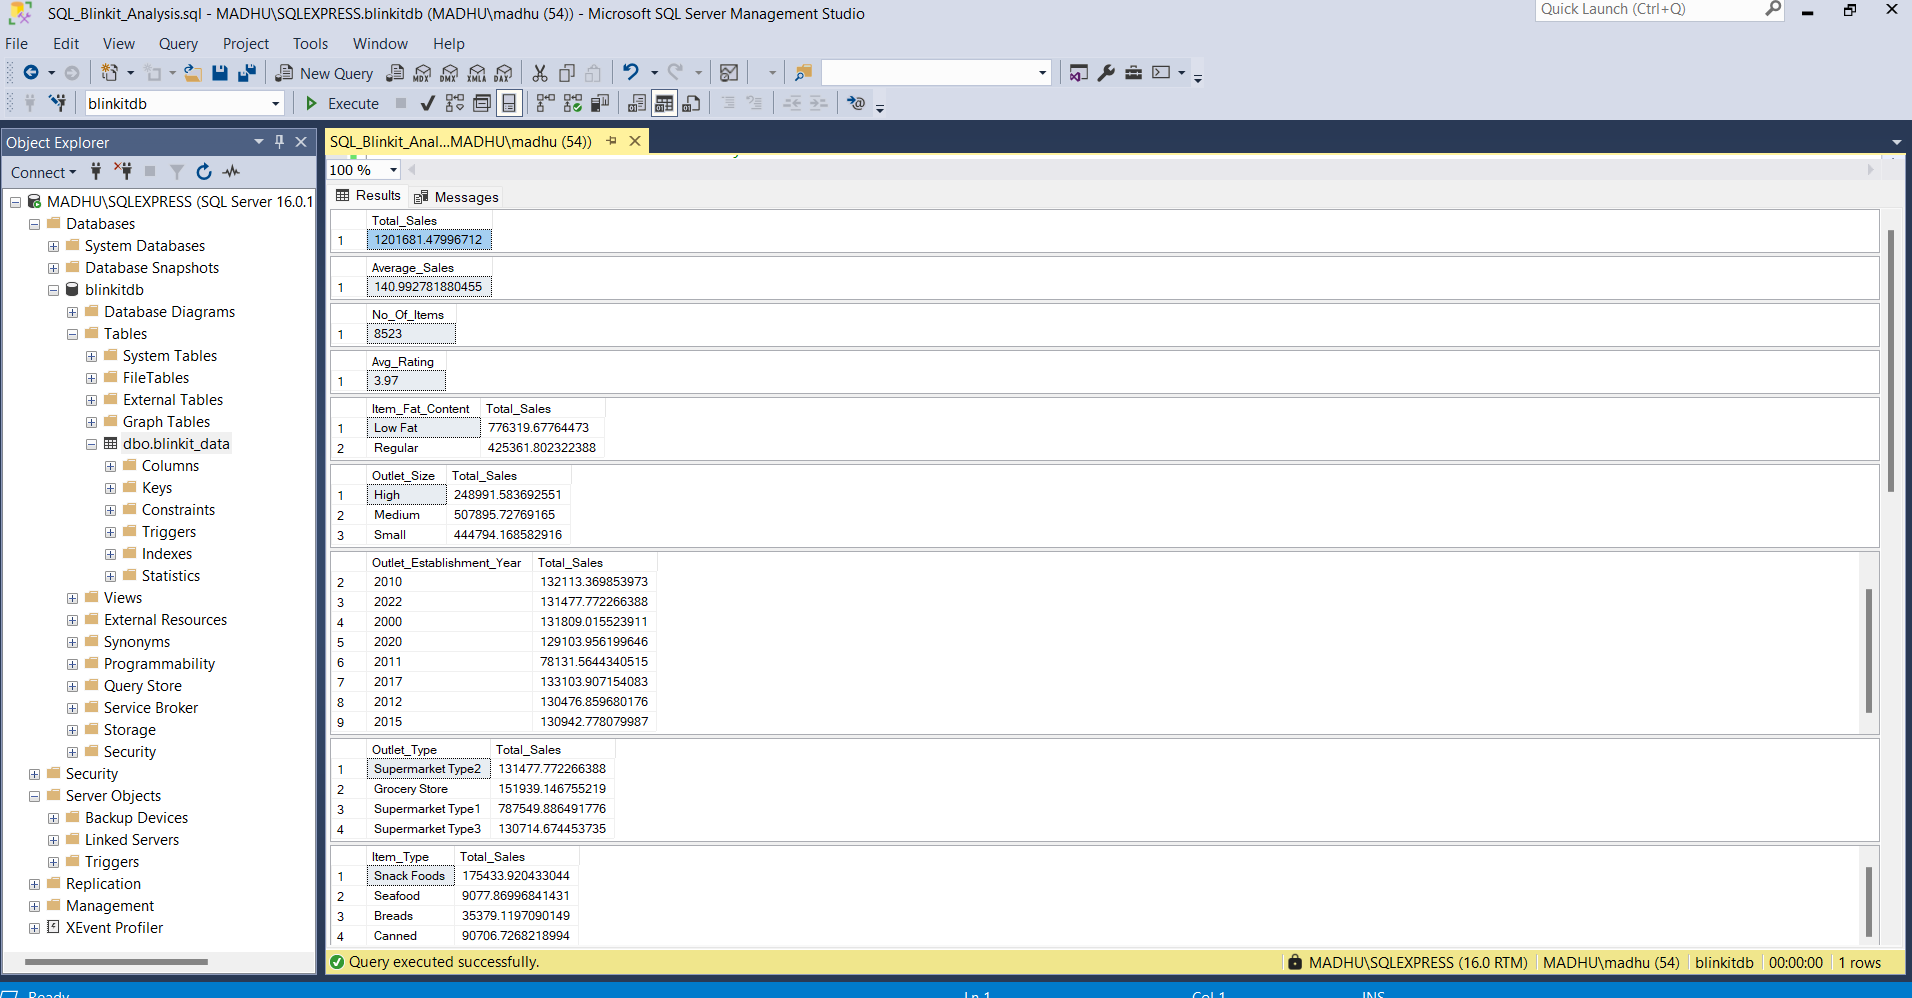 SQL_Blinkit_Analysis.sql - MADHU\SQLEXPRESS.blinkitdb (MADHU\madhu (54)) - Microsoft SQL Server Management Studio
Quick Launch (Ctrl+Q)
File Edit View Query Project Tools Window Help
New Query MDX DMX XMLA DAX
blinkitdb Execute
Object Explorer
SQL_Blinkit_Anal...MADHU\madhu (54))
Connect
100 %
Results Messages
MADHU\SQLEXPRESS (SQL Server 16.0.1
Databases
System Databases
Database Snapshots
blinkitdb
Database Diagrams
Tables
System Tables
FileTables
External Tables
Graph Tables
dbo.blinkit_data
Columns
Keys
Constraints
Triggers
Indexes
Statistics
Views
External Resources
Synonyms
Programmability
Query Store
Service Broker
Storage
Security
Security
Server Objects
Backup Devices
Linked Servers
Triggers
Replication
Management
XEvent Profiler
Total_Sales
1 1201681.47996712
Average_Sales
1 140.992781880455
No_Of_Items
1 8523
Avg_Rating
1 3.97
Item_Fat_Content Total_Sales
1 Low Fat 776319.67764473
2 Regular 425361.802322388
Outlet_Size Total_Sales
1 High 248991.583692551
2 Medium 507895.72769165
3 Small 444794.168582916
Outlet_Establishment_Year Total_Sales
2 2010 132113.369853973
3 2022 131477.772266388
4 2000 131809.015523911
5 2020 129103.956199646
6 2011 78131.5644340515
7 2017 133103.907154083
8 2012 130476.859680176
9 2015 130942.778079987
Outlet_Type Total_Sales
1 Supermarket Type2 131477.772266388
2 Grocery Store 151939.146755219
3 Supermarket Type1 787549.886491776
4 Supermarket Type3 130714.674453735
Item_Type Total_Sales
1 Snack Foods 175433.920433044
2 Seafood 9077.86996841431
3 Breads 35379.1197090149
4 Canned 90706.7268218994
Query executed successfully.
MADHU\SQLEXPRESS (16.0 RTM) MADHU\madhu (54) blinkitdb 00:00:00 1 rows
Ready Ln 1 Col 1 INS